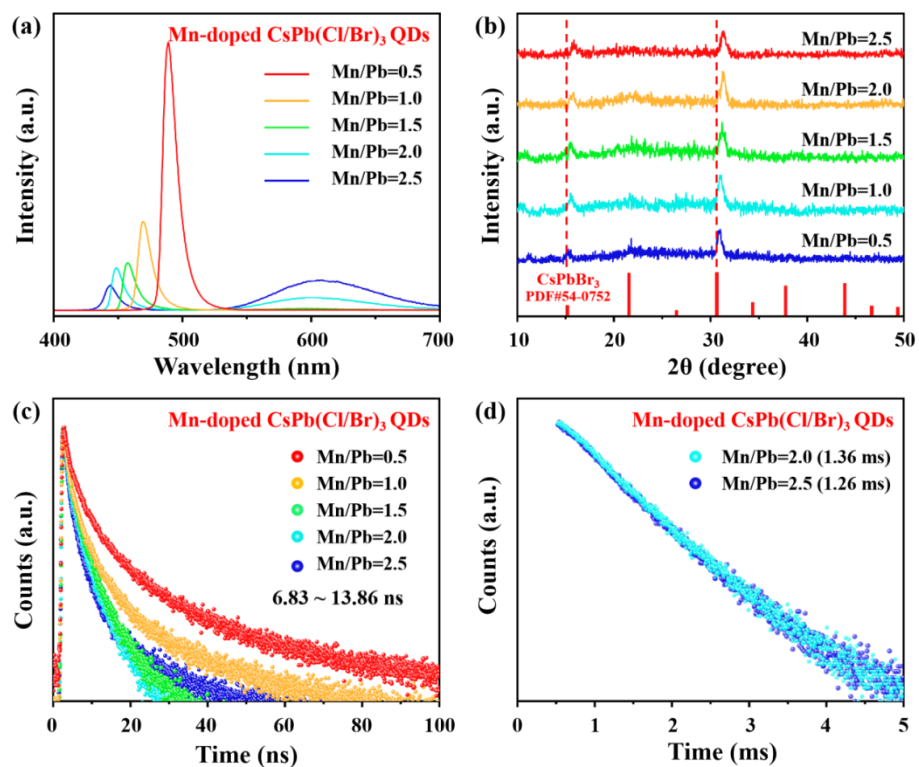 (a)
Mn-doped CsPb(Cl/Br)₃ QDs
Mn/Pb=0.5
Mn/Pb=1.0
Mn/Pb=1.5
Mn/Pb=2.0
Mn/Pb=2.5
Intensity (a.u.)
400 500 600 700
Wavelength (nm)
(b)
Mn/Pb=2.5
Mn/Pb=2.0
Mn/Pb=1.5
Mn/Pb=1.0
Mn/Pb=0.5
CsPbBr₃
PDF#54-0752
Intensity (a.u.)
10 20 30 40 50
2θ (degree)
(c)
Mn-doped CsPb(Cl/Br)₃ QDs
Mn/Pb=0.5
Mn/Pb=1.0
Mn/Pb=1.5
Mn/Pb=2.0
Mn/Pb=2.5
6.83 ~ 13.86 ns
Counts (a.u.)
0 20 40 60 80 100
Time (ns)
(d)
Mn-doped CsPb(Cl/Br)₃ QDs
Mn/Pb=2.0 (1.36 ms)
Mn/Pb=2.5 (1.26 ms)
Counts (a.u.)
0 1 2 3 4 5
Time (ms)